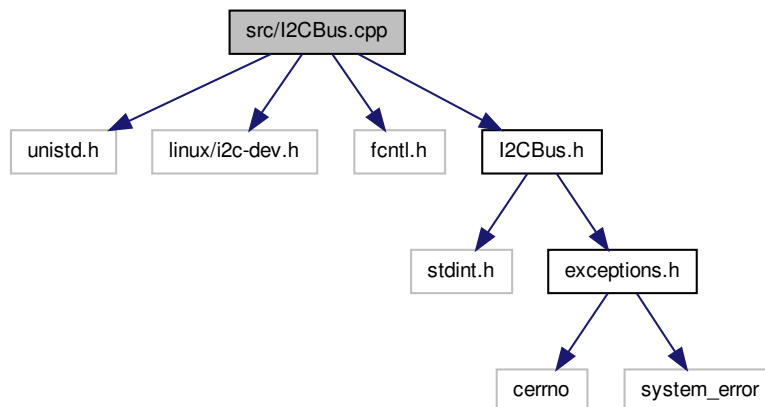 src/I2CBus.cpp
unistd.h
linux/i2c-dev.h
fcntl.h
I2CBus.h
stdint.h
exceptions.h
cerrno
system_error